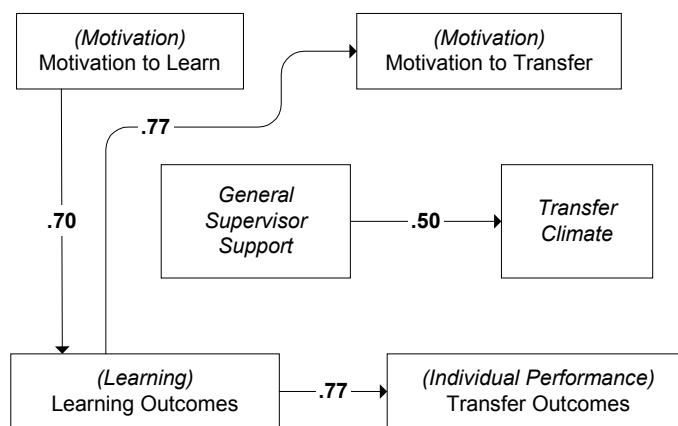 (Motivation)
Motivation to Learn
(Motivation)
Motivation to Transfer
.77
General
Supervisor
Support
.70
.50
Transfer
Climate
(Learning)
Learning Outcomes
.77
(Individual Performance)
Transfer Outcomes